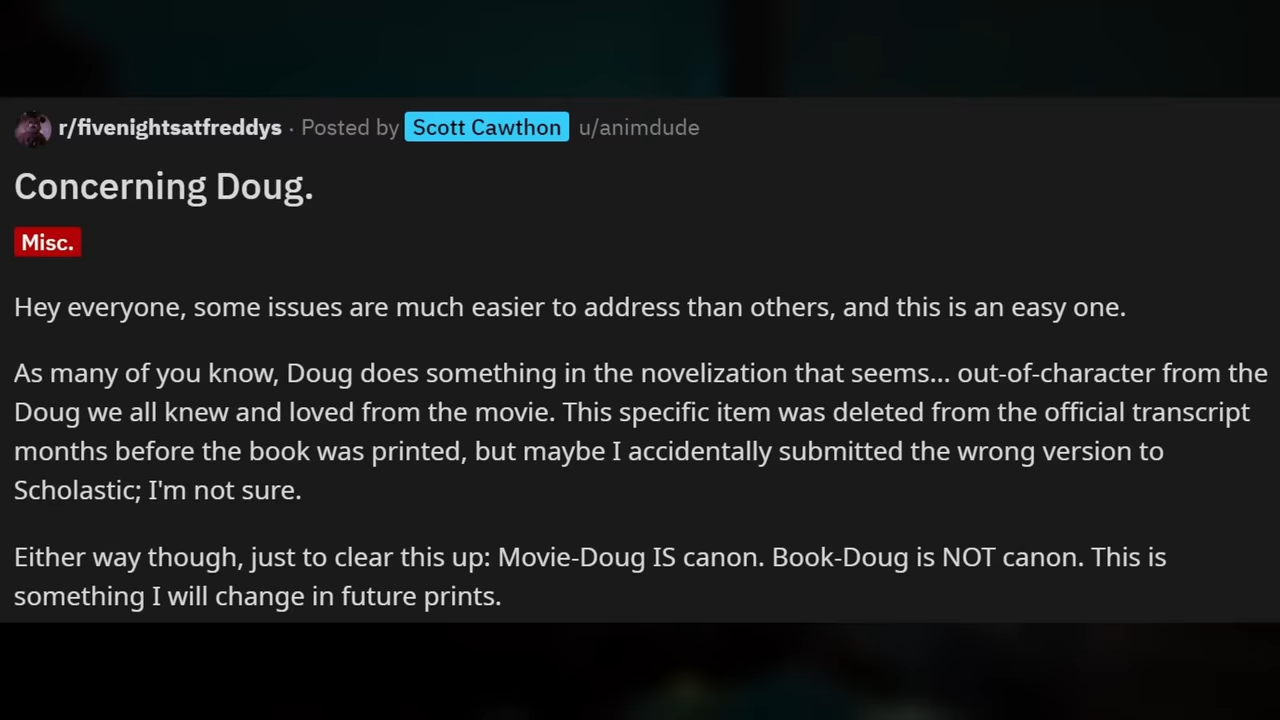 r/fivenightsatfreddys · Posted by Scott Cawthon u/animdude
Concerning Doug.
Misc.
Hey everyone, some issues are much easier to address than others, and this is an easy one.
As many of you know, Doug does something in the novelization that seems... out-of-character from the
Doug we all knew and loved from the movie. This specific item was deleted from the official transcript
months before the book was printed, but maybe I accidentally submitted the wrong version to
Scholastic; I'm not sure.
Either way though, just to clear this up: Movie-Doug IS canon. Book-Doug is NOT canon. This is
something I will change in future prints.